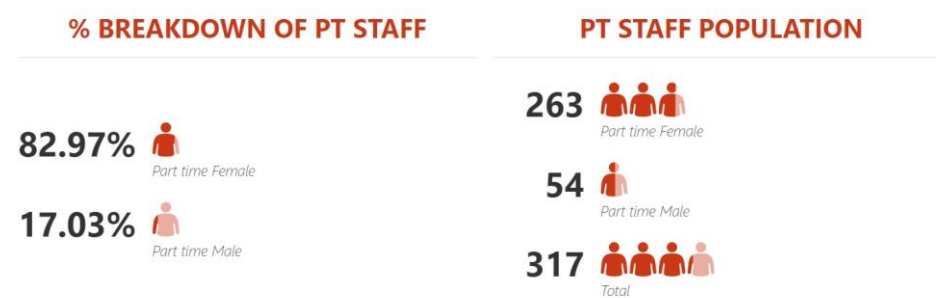 % BREAKDOWN OF PT STAFF
82.97%
Part time Female
17.03%
Part time Male
PT STAFF POPULATION
263
Part time Female
54
Part time Male
317
Total